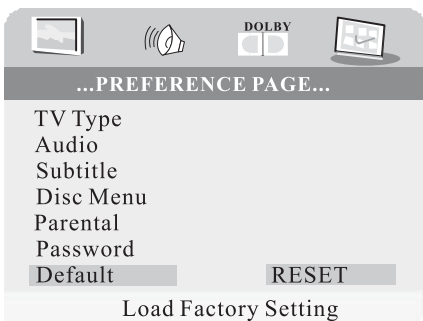 DOLBY
...PREFERENCE PAGE...
TV Type
Audio
Subtitle
Disc Menu
Parental
Password
Default RESET
Load Factory Setting